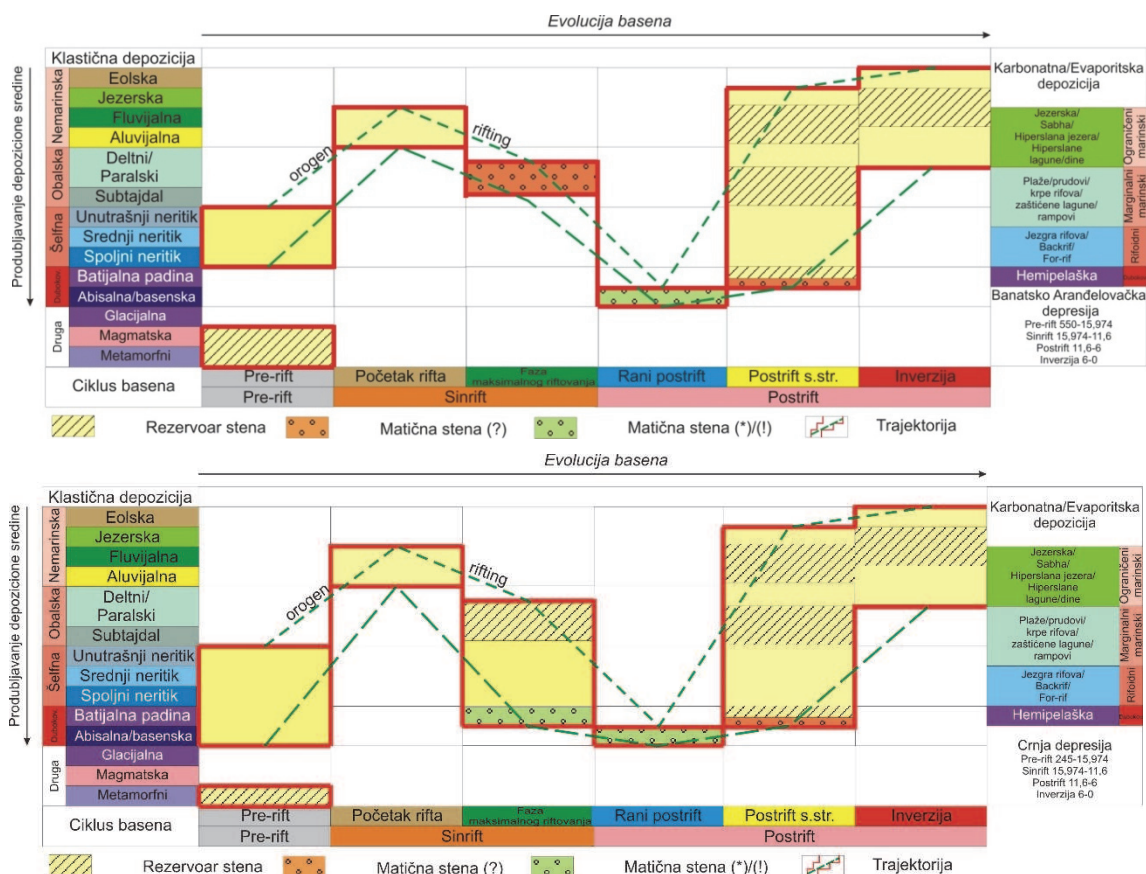 Evolucija basena
Klastična depozicija
Produbljavanje depozicione sredine
Nemarinska
Eolska
Jezerska
Fluvijalna
Aluvijalna
Obalska
Deltni/
Paralski
Subtajdal
Šelfna
Unutrašnji neritik
Srednji neritik
Spoljni neritik
Batijalna padina
Abisalna/basenska
Druga
Glacijalna
Magmatska
Metamorfni
orogen
rifting
Karbonatna/Evaporitska
depozicija
Jezerska/
Sabha/
Hiperslana jezera/
Hiperslane
lagune/dine
Ograničeni
marinski
Plaže/prudovi/
krpe rifova/
zaštićene lagune/
rampovi
Marginalni
marinski
Jezgra rifova/
Backrif/
For-rif
Rifoidni
Hemipelaška
Banatsko Aranđelovačka
depresija
Pre-rift 550-15,974
Sinrift 15,974-11,6
Postrift 11,6-6
Inverzija 6-0
Ciklus basena
Pre-rift
Početak rifta
Faza
maksimalnog riftovanja
Rani postrift
Postrift s.str.
Inverzija
Pre-rift
Sinrift
Postrift
Rezervoar stena
Matična stena (?)
Matična stena (*)/(!)
Trajektorija
Evolucija basena
Klastična depozicija
Produbljavanje depozicione sredine
Nemarinska
Eolska
Jezerska
Fluvijalna
Aluvijalna
Obalska
Deltni/
Paralski
Subtajdal
Šelfna
Unutrašnji neritik
Srednji neritik
Spoljni neritik
Batijalna padina
Abisalna/basenska
Druga
Glacijalna
Magmatska
Metamorfni
orogen
rifting
Karbonatna/Evaporitska
depozicija
Jezerska/
Sabha/
Hiperslana jezera/
Hiperslane
lagune/dine
Ograničeni
marinski
Plaže/prudovi/
krpe rifova/
zaštićene lagune/
rampovi
Marginalni
marinski
Jezgra rifova/
Backrif/
For-rif
Rifoidni
Hemipelaška
Crnja depresija
Pre-rift 245-15,974
Sinrift 15,974-11,6
Postrift 11,6-6
Inverzija 6-0
Ciklus basena
Pre-rift
Početak rifta
Faza
maksimalnog riftovanja
Rani postrift
Postrift s.str.
Inverzija
Pre-rift
Sinrift
Postrift
Rezervoar stena
Matična stena (?)
Matična stena (*)/(!)
Trajektorija